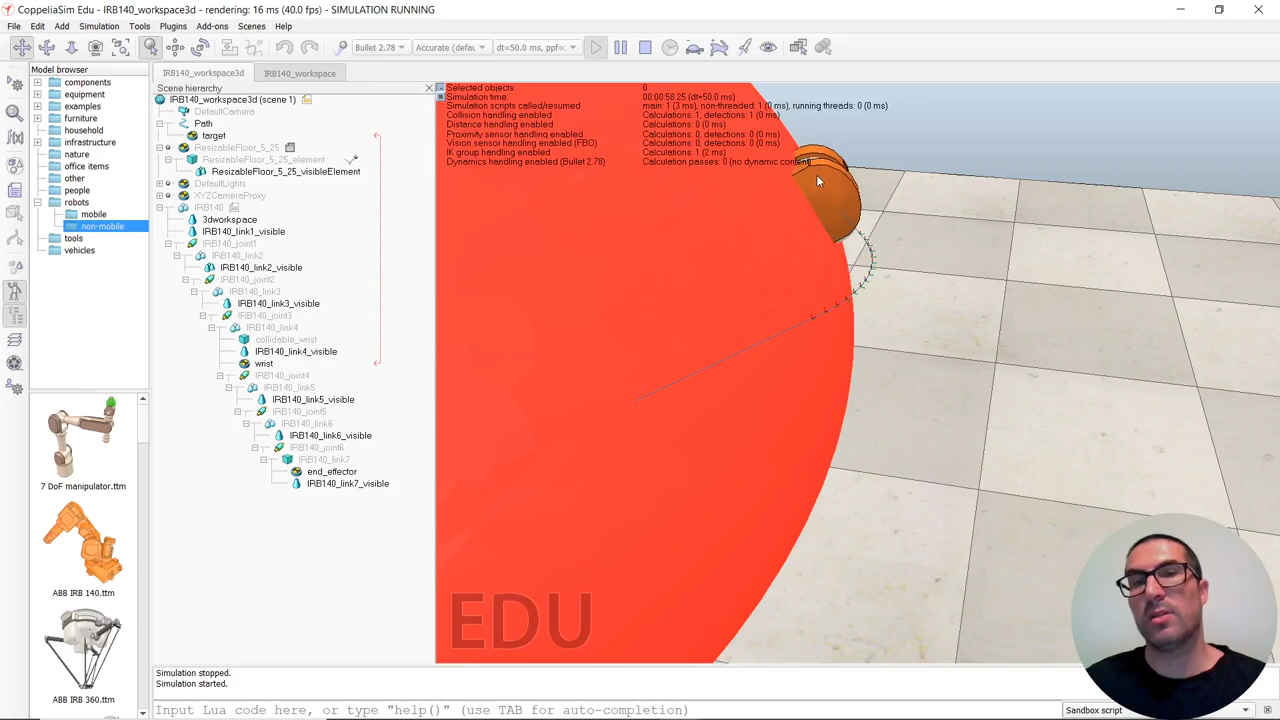 CoppeliaSim Edu - IRB140_workspace3d - rendering: 16 ms (40.0 fps) - SIMULATION RUNNING
File Edit Add Simulation Tools Plugins Add-ons Scenes Help
Bullet 2.78 Accurate (defau dt=50.0 ms, ppf=
Model browser
components
equipment
examples
furniture
household
infrastructure
nature
office items
other
people
robots
mobile
non-mobile
tools
vehicles
7 DoF manipulator.ttm
ABB IRB 140.ttm
ABB IRB 360.ttm
IRB140_workspace3d IRB140_workspace
Scene hierarchy
IRB140_workspace3d (scene 1)
DefaultCamera
Path
target
ResizableFloor_5_25
ResizableFloor_5_25_element
ResizableFloor_5_25_visibleElement
DefaultLights
XYZCameraProxy
IRB140
3dworkspace
IRB140_link1_visible
IRB140_joint1
IRB140_link2
IRB140_link2_visible
IRB140_joint2
IRB140_link3
IRB140_link3_visible
IRB140_joint3
IRB140_link4
collidable_wrist
IRB140_link4_visible
wrist
IRB140_joint4
IRB140_link5
IRB140_link5_visible
IRB140_joint5
IRB140_link6
IRB140_link6_visible
IRB140_joint6
IRB140_link7
end_effector
IRB140_link7_visible
Selected objects: 0
Simulation time: 00:00:58.25 (dt=50.0 ms)
Simulation scripts called/resumed main: 1 (3 ms), non-threaded: 1 (0 ms), running threads: 0 (0 ms)
Collision handling enabled Calculations: 1, detections: 1 (0 ms)
Distance handling enabled Calculations: 0 (0 ms)
Proximity sensor handling enabled Calculations: 0, detections: 0 (0 ms)
Vision sensor handling enabled (FBO) Calculations: 0, detections: 0 (0 ms)
IK group handling enabled Calculations: 1 (2 ms)
Dynamics handling enabled (Bullet 2.78) Calculation passes: 0 (no dynamic content)
EDU
Simulation stopped.
Simulation started.
Input Lua code here, or type "help()" (use TAB for auto-completion)
Sandbox script